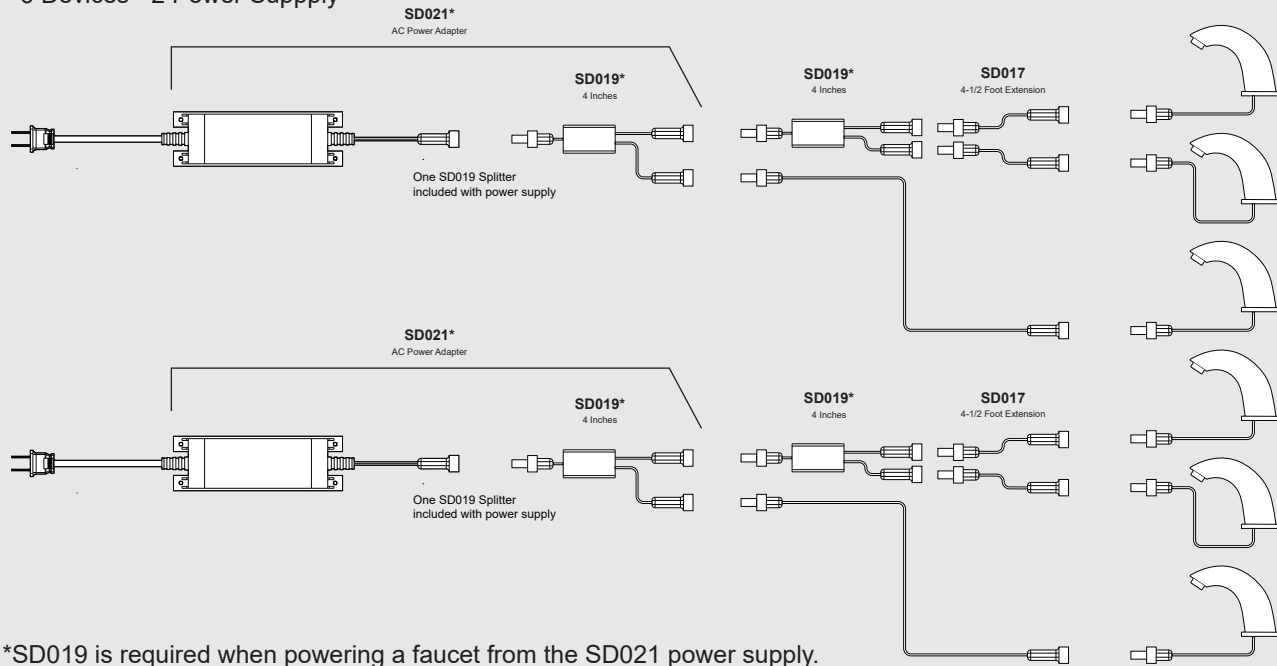 6 Devices - 2 Power Suppply
SD021*
AC Power Adapter
SD019*
4 Inches
SD019*
4 Inches
SD017
4-1/2 Foot Extension
One SD019 Splitter
included with power supply
SD021*
AC Power Adapter
SD019*
4 Inches
SD019*
4 Inches
SD017
4-1/2 Foot Extension
One SD019 Splitter
included with power supply
*SD019 is required when powering a faucet from the SD021 power supply.